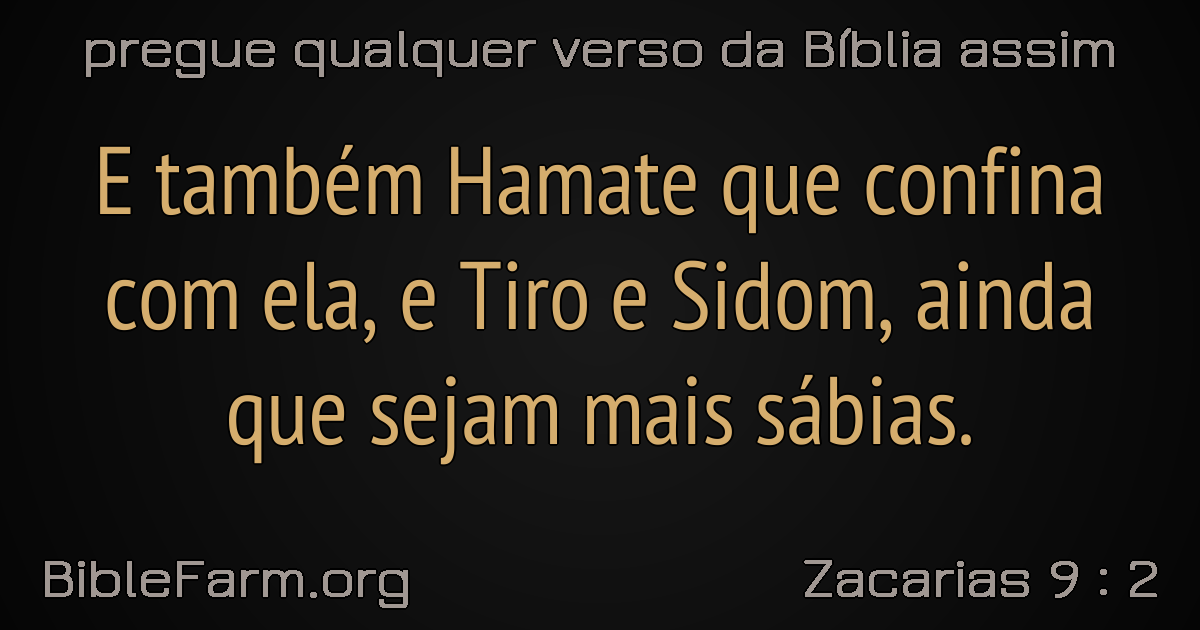 pregue qualquer verso da Bíblia assim
E também Hamate que confina
com ela, e Tiro e Sidom, ainda
que sejam mais sábias.
BibleFarm.org
Zacarias 9 : 2